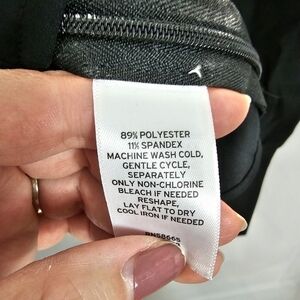 89% POLYESTER
11% SPANDEX
MACHINE WASH COLD,
GENTLE CYCLE,
SEPARATELY
ONLY NON-CHLORINE
BLEACH IF NEEDED
RESHAPE,
LAY FLAT TO DRY
COOL IRON IF NEEDED
RN58665